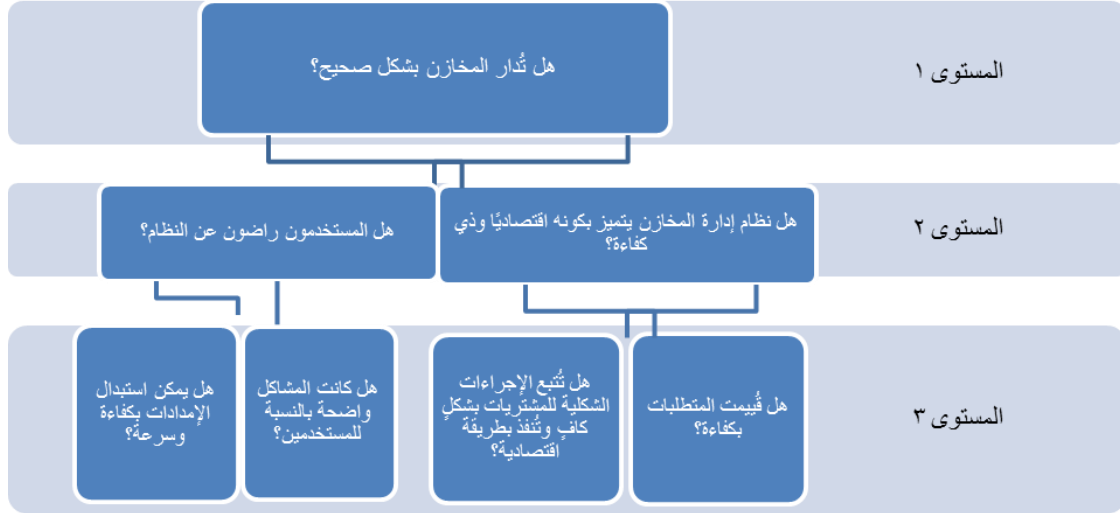 المستوى ١
هل تُدار المخازن بشكل صحيح؟
المستوى ٢
هل نظام إدارة المخازن يتميز بكونه اقتصاديًا وذي
كفاءة؟
هل المستخدمون راضون عن النظام؟
المستوى ٣
هل قُييمت المتطلبات
بكفاءة؟
هل تُتبع الإجراءات
الشكلية للمشتريات بشكلٍ
كافٍ وتُنفذ بطريقة
اقتصادية؟
هل كانت المشاكل
واضحة بالنسبة
للمستخدمين؟
هل يمكن استبدال
الإمدادات بكفاءة
وسرعة؟